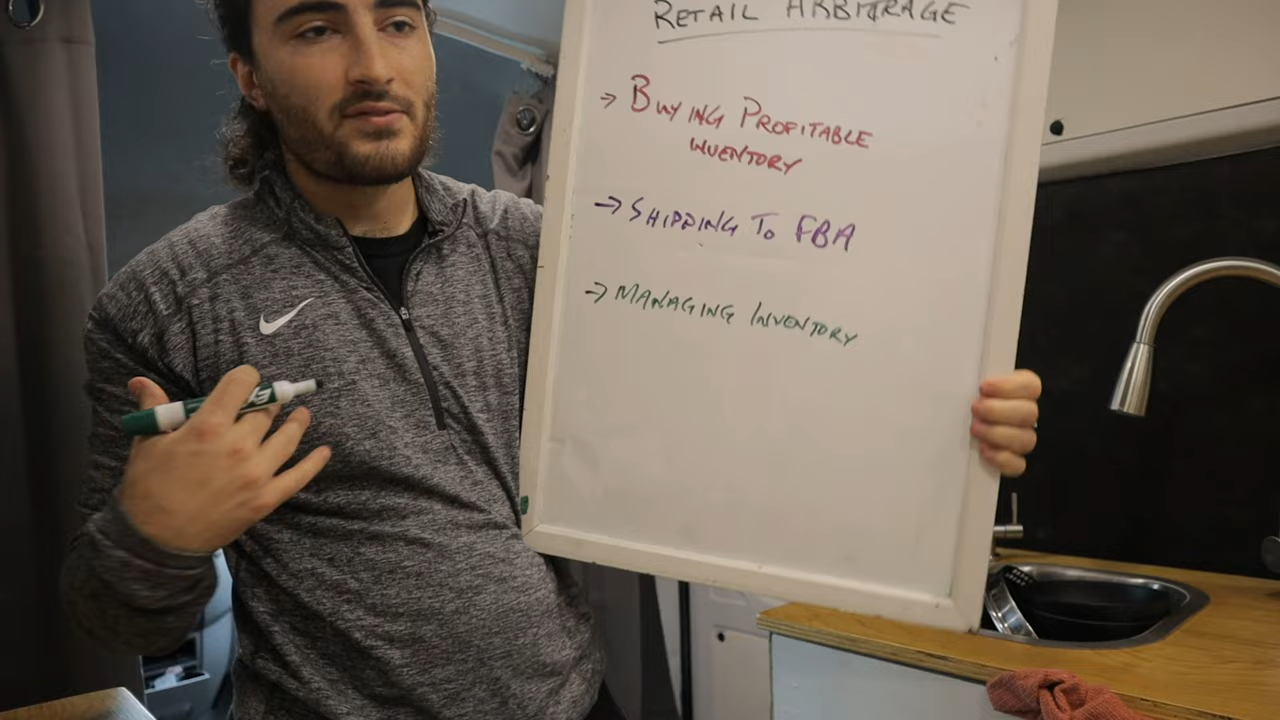 RETAIL ARBITRAGE
→ BUYING PROFITABLE
INVENTORY
→ SHIPPING TO FBA
→ MANAGING INVENTORY